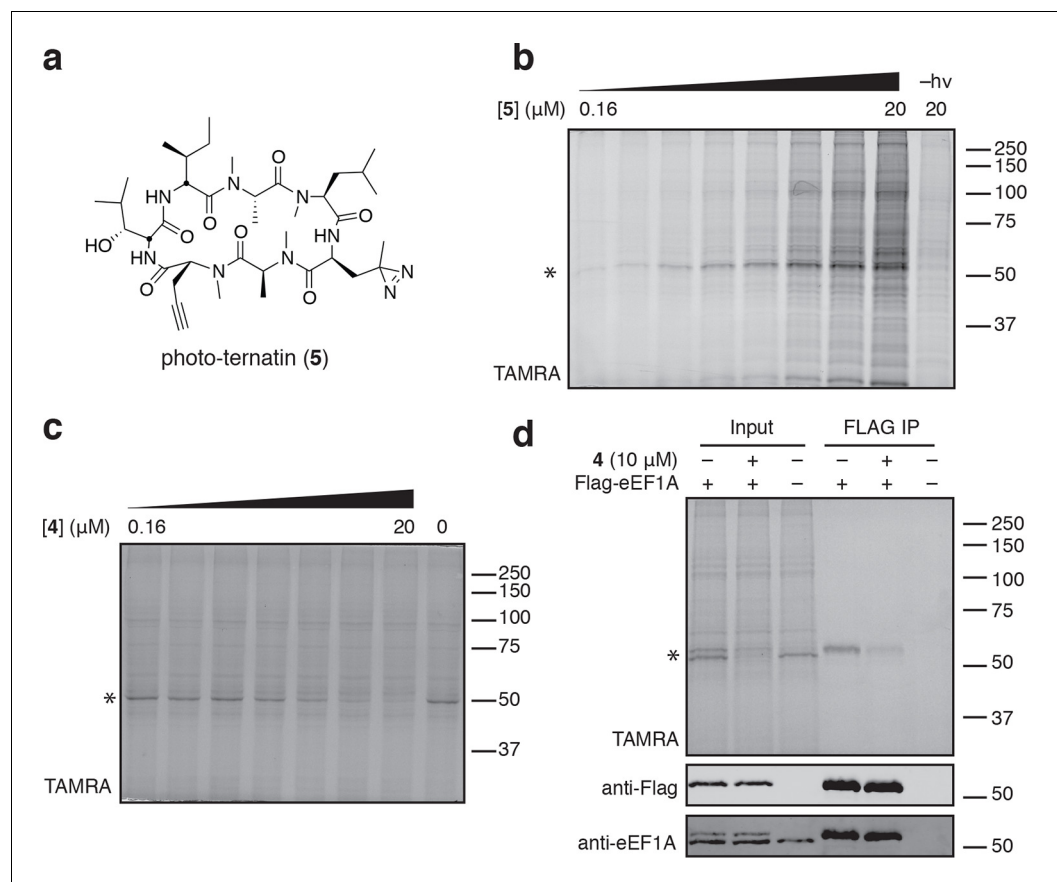 a
HN
N
O
O
N
O
O
HO
HN
O
N
O
N
O
HN
N
N
photo-ternatin (5)
b
–hv
[5] (μM) 0.16 20 20
250
150
100
75
*
50
37
TAMRA
c
[4] (μM) 0.16 20 0
250
150
100
75
* 50
37
TAMRA
d
Input FLAG IP
4 (10 μM) – + – – + –
Flag-eEF1A + + – + + –
250
150
100
75
*
50
37
TAMRA
anti-Flag 50
anti-eEF1A 50